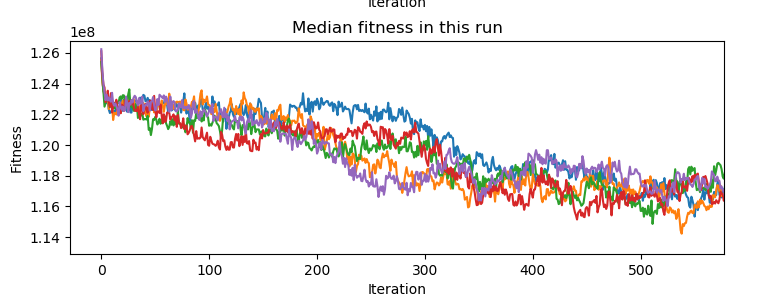 Iteration
Median fitness in this run
1e8
1.26
1.24
1.22
1.20
1.18
1.16
1.14
Fitness
0 100 200 300 400 500
Iteration